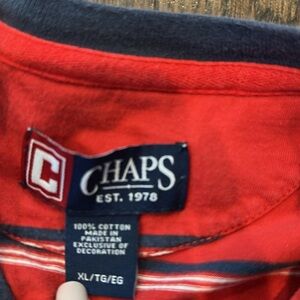 C
CHAPS
EST. 1978
100% COTTON
MADE IN
PAKISTAN
EXCLUSIVE OF
DECORATION
XL/TG/EG